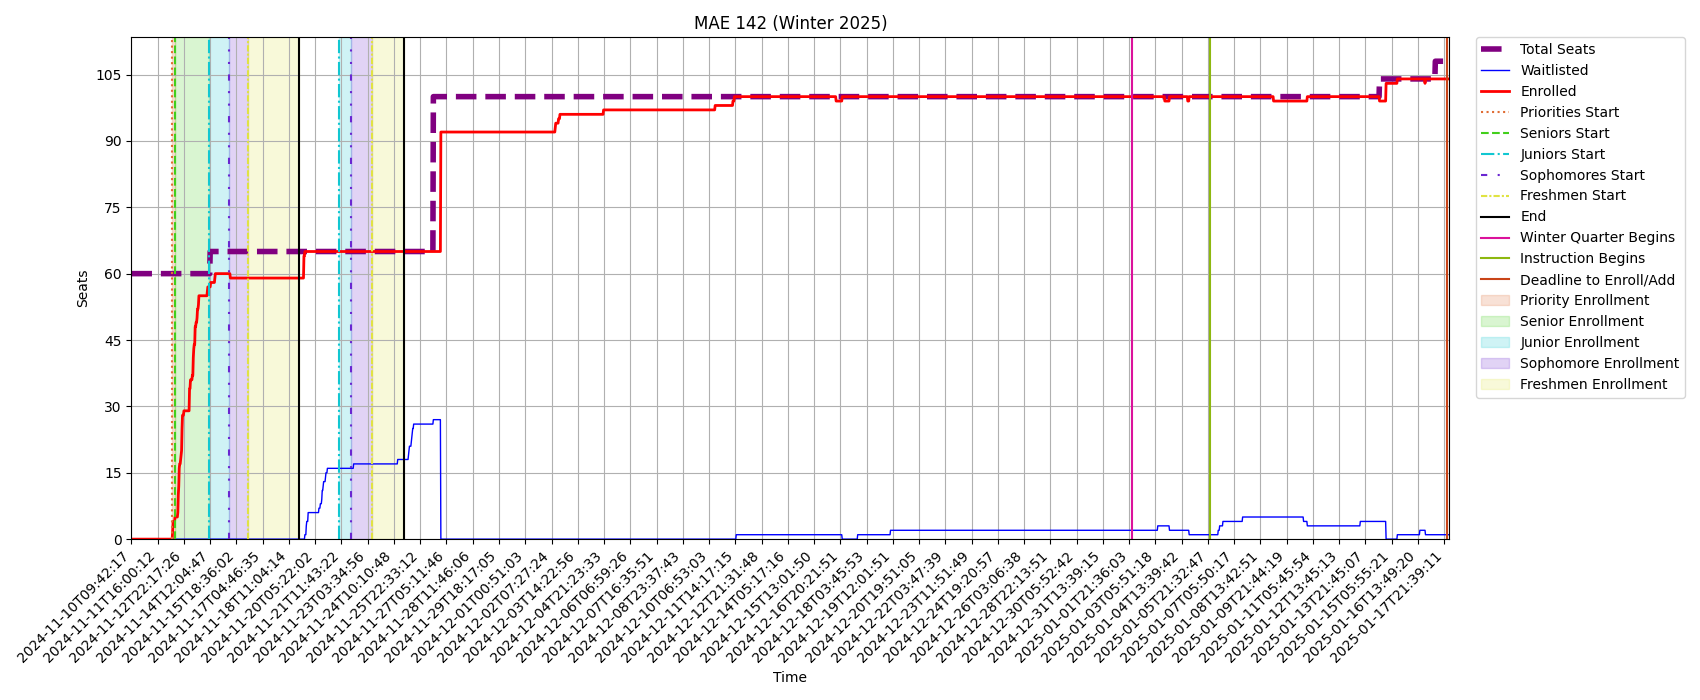 MAE 142 (Winter 2025)
Seats
105
90
75
60
45
30
15
0
2024-11-10T09:42:17
2024-11-11T16:00:12
2024-11-12T22:17:26
2024-11-14T12:04:47
2024-11-15T18:36:02
2024-11-17T04:46:35
2024-11-18T11:04:14
2024-11-20T05:22:02
2024-11-21T11:43:22
2024-11-23T03:34:56
2024-11-24T10:10:48
2024-11-25T22:33:12
2024-11-27T05:11:46
2024-11-28T11:46:06
2024-11-29T18:17:05
2024-12-01T00:51:03
2024-12-02T07:27:24
2024-12-03T14:22:56
2024-12-04T21:23:33
2024-12-06T06:59:26
2024-12-07T16:35:51
2024-12-08T23:37:43
2024-12-10T06:53:03
2024-12-11T14:17:15
2024-12-12T21:31:48
2024-12-14T05:17:16
2024-12-15T13:01:50
2024-12-16T20:21:51
2024-12-18T03:45:53
2024-12-19T12:01:51
2024-12-20T19:51:05
2024-12-22T03:47:39
2024-12-23T11:51:49
2024-12-24T19:20:57
2024-12-26T03:06:38
2024-12-28T22:13:51
2024-12-30T05:52:42
2024-12-31T13:39:15
2025-01-01T21:36:03
2025-01-03T05:51:18
2025-01-04T13:39:42
2025-01-05T21:32:47
2025-01-07T05:50:17
2025-01-08T13:42:51
2025-01-09T21:44:19
2025-01-11T05:45:54
2025-01-12T13:45:13
2025-01-13T21:45:07
2025-01-15T05:55:21
2025-01-16T13:49:20
2025-01-17T21:39:11
Time
Total Seats
Waitlisted
Enrolled
Priorities Start
Seniors Start
Juniors Start
Sophomores Start
Freshmen Start
End
Winter Quarter Begins
Instruction Begins
Deadline to Enroll/Add
Priority Enrollment
Senior Enrollment
Junior Enrollment
Sophomore Enrollment
Freshmen Enrollment